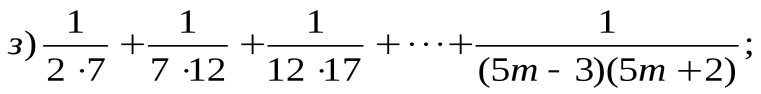 з) 1/(2 · 7) + 1/(7 · 12) + 1/(12 · 17) + ··· + 1/((5m - 3)(5m + 2)) ;